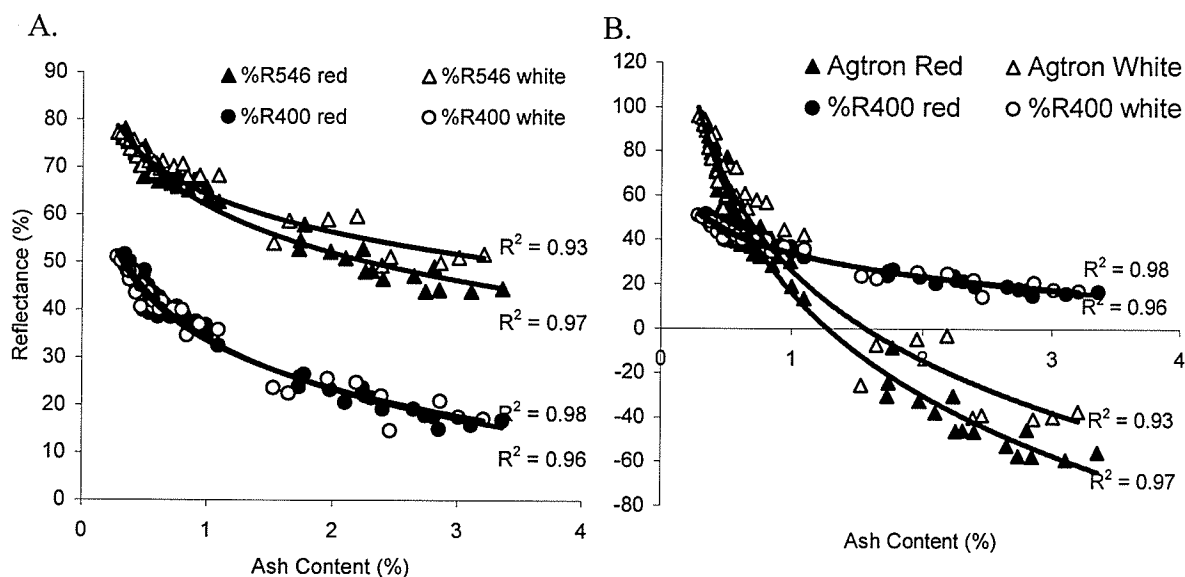 A.
▲ %R546 red △ %R546 white
● %R400 red ○ %R400 white
90
80
70
60
50
40
30
20
10
0
0 1 2 3 4
Reflectance (%)
Ash Content (%)
R² = 0.93
R² = 0.97
R² = 0.98
R² = 0.96
B.
▲ Agtron Red △ Agtron White
● %R400 red ○ %R400 white
120
100
80
60
40
20
0
-20
-40
-60
-80
0 1 2 3 4
R² = 0.98
R² = 0.96
R² = 0.93
R² = 0.97
Ash Content (%)